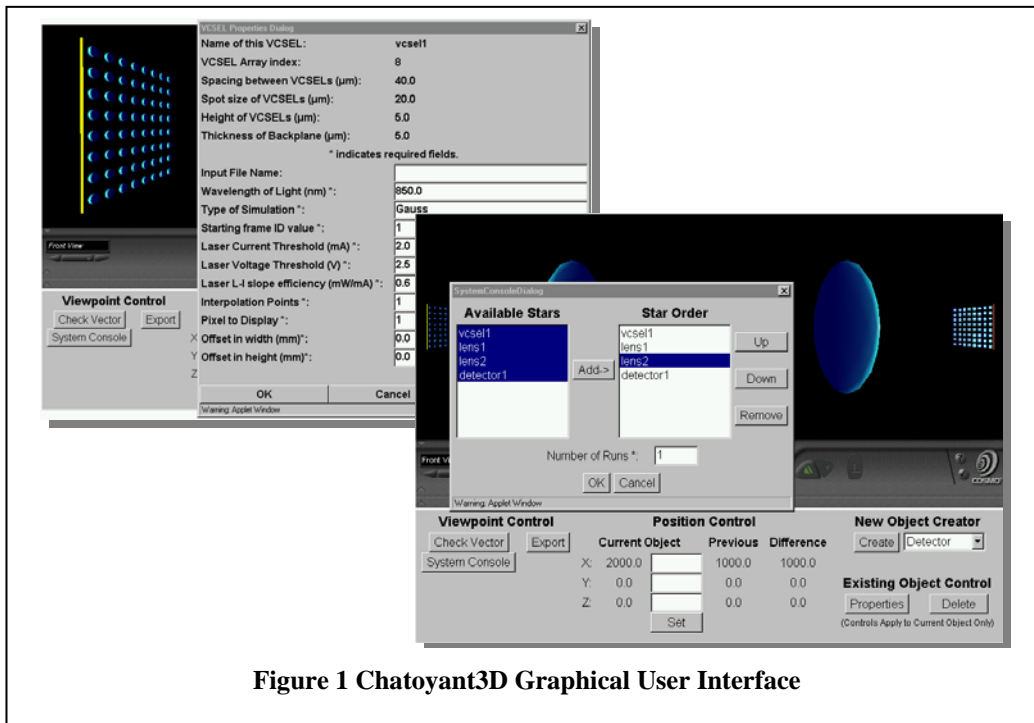 VCSEL Properties Dialog
Name of this VCSEL: vcsel1
VCSEL Array index: 8
Spacing between VCSELs (µm): 40.0
Spot size of VCSELs (µm): 20.0
Height of VCSELs (µm): 5.0
Thickness of Backplane (µm): 5.0
* indicates required fields.
Input File Name:
Wavelength of Light (nm) *: 850.0
Type of Simulation *: Gauss
Starting frame ID value *: 1
Laser Current Threshold (mA) *: 2.0
Laser Voltage Threshold (V) *: 2.5
Laser L-I slope efficiency (mW/mA) *: 0.6
Interpolation Points *: 1
Pixel to Display *: 1
Offset in width (mm)*: 0.0
Offset in height (mm)*: 0.0
OK Cancel
Warning: Applet Window
Front View
Viewpoint Control
Check Vector Export
System Console
X
Y
Z
SystemConsoleDialog
Available Stars Star Order
vcsel1 vcsel1
lens1 lens1
lens2 lens2
detector1 detector1
Add->
Up
Down
Remove
Number of Runs *: 1
OK Cancel
Warning: Applet Window
Front Vi
COSMO
Viewpoint Control Position Control New Object Creator
Check Vector Export Current Object Previous Difference Create Detector
System Console X: 2000.0 1000.0 1000.0
Y: 0.0 0.0 0.0 Existing Object Control
Z: 0.0 0.0 0.0 Properties Delete
Set (Controls Apply to Current Object Only)
Figure 1 Chatoyant3D Graphical User Interface